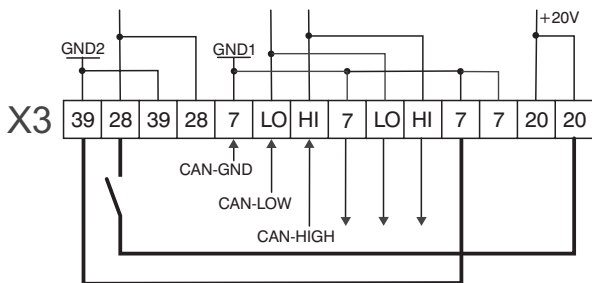 +20V
GND2 GND1
X3 39 28 39 28 7 LO HI 7 LO HI 7 7 20 20
CAN-GND
CAN-LOW
CAN-HIGH